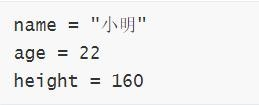 name = "小明"
age = 22
height = 160